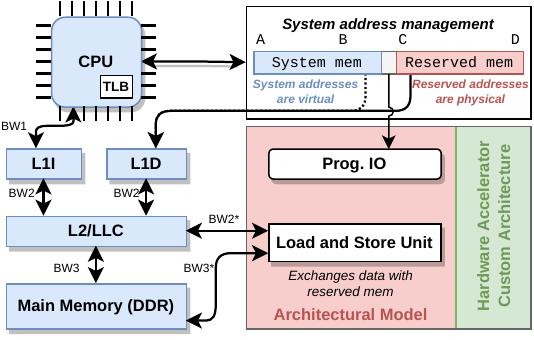 System address management
A B C D
System mem Reserved mem
System addresses
are virtual
Reserved addresses
are physical
CPU
TLB
BW1
L1I
L1D
BW2
BW2
L2/LLC
BW2*
BW3
BW3*
Main Memory (DDR)
Prog. IO
Load and Store Unit
Exchanges data with
reserved mem
Architectural Model
Hardware Accelerator
Custom Architecture